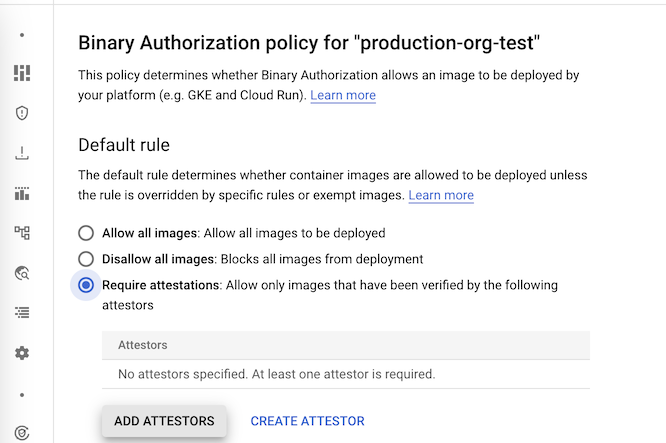 Binary Authorization policy for "production-org-test"
This policy determines whether Binary Authorization allows an image to be deployed by
your platform (e.g. GKE and Cloud Run). Learn more
Default rule
The default rule determines whether container images are allowed to be deployed unless
the rule is overridden by specific rules or exempt images. Learn more
Allow all images: Allow all images to be deployed
Disallow all images: Blocks all images from deployment
Require attestations: Allow only images that have been verified by the following
attestors
Attestors
No attestors specified. At least one attestor is required.
ADD ATTESTORS CREATE ATTESTOR